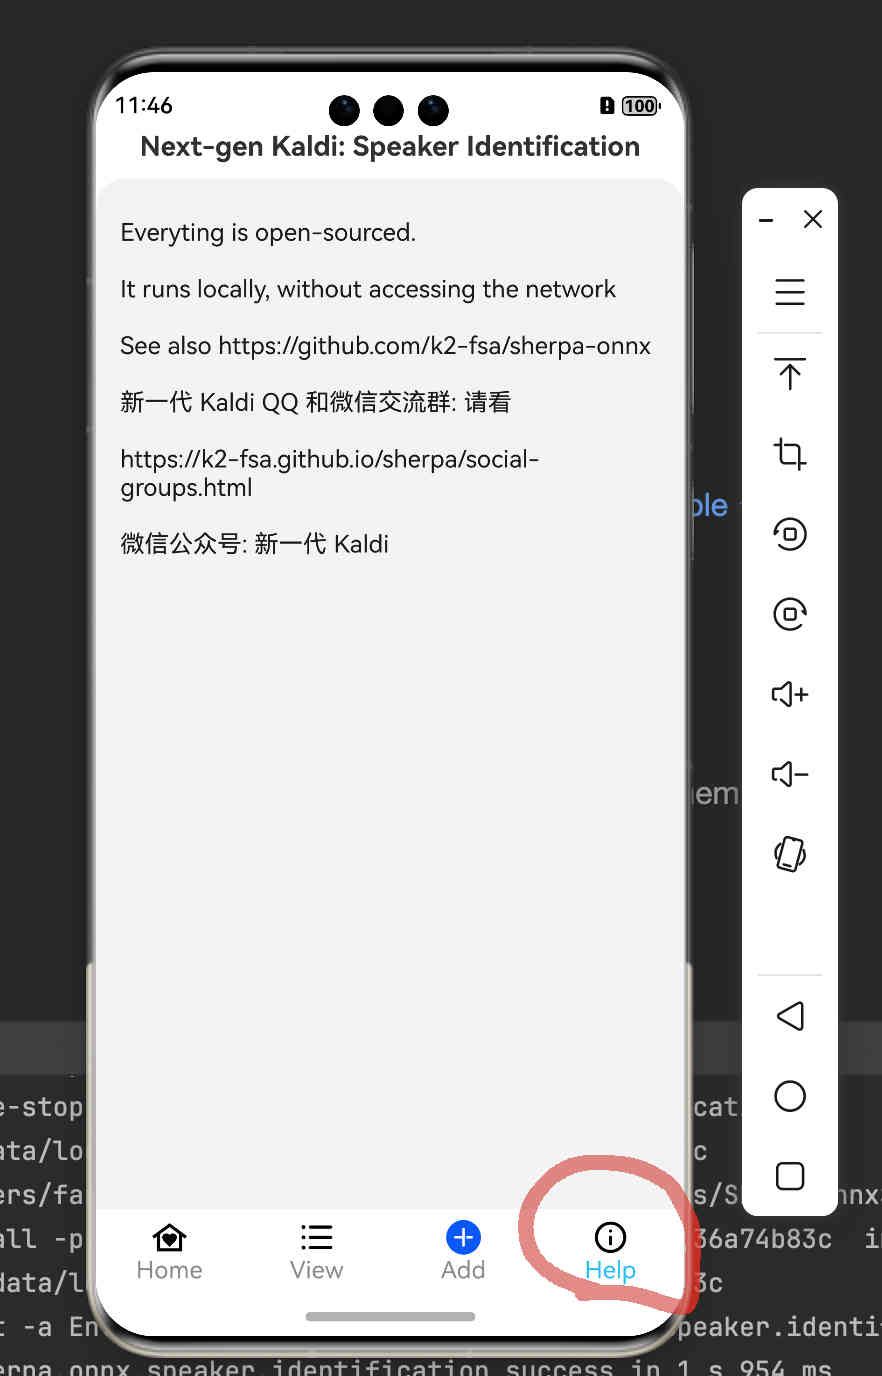 11:46
100
Next-gen Kaldi: Speaker Identification
Everyting is open-sourced.
It runs locally, without accessing the network
See also https://github.com/k2-fsa/sherpa-onnx
新一代 Kaldi QQ 和微信交流群: 请看
https://k2-fsa.github.io/sherpa/social-
groups.html
微信公众号: 新一代 Kaldi
ple
em
e-stop
cat
ata/lo
c
ers/fa
s/S
nnx
all -p
36a74b83c i
data/l
3c
t -a En
peaker.identi
erpa.onnx.speaker.identification success in 1 s 954 ms
Home
View
Add
Help